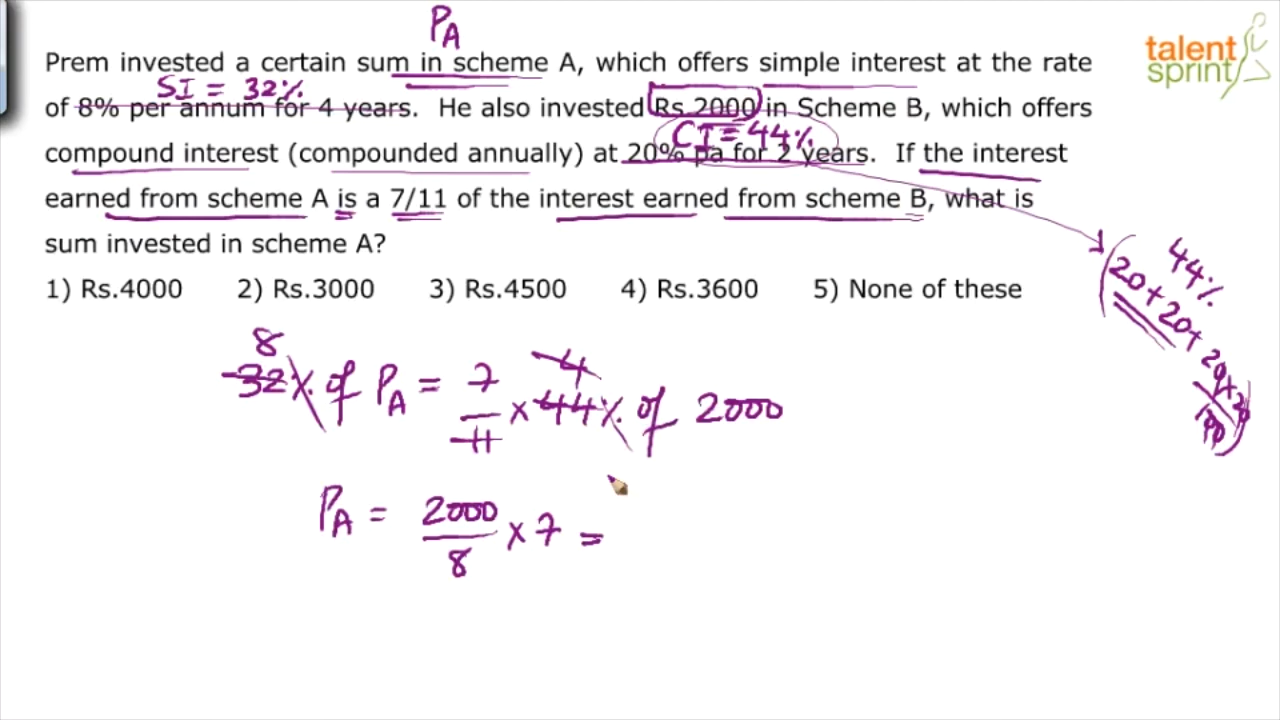 P_A
talent
sprint
Prem invested a certain sum in scheme A, which offers simple interest at the rate
SI = 32%
of 8% per annum for 4 years. He also invested Rs.2000 in Scheme B, which offers
CI = 44%
compound interest (compounded annually) at 20% pa for 2 years. If the interest
earned from scheme A is a 7/11 of the interest earned from scheme B, what is
sum invested in scheme A?
44%
(20 + 20 + 20×20/100)
1) Rs.4000 2) Rs.3000 3) Rs.4500 4) Rs.3600 5) None of these
8 4
32% of P_A = 7/11 × 44% of 2000
P_A = 2000/8 × 7 =